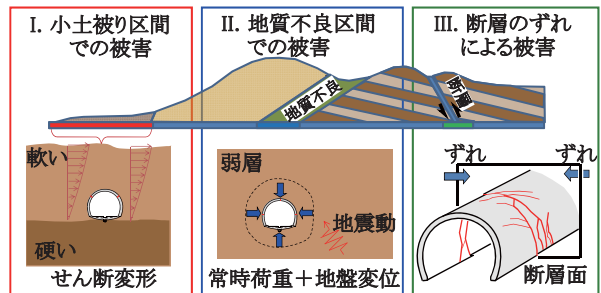 I. 小土被り区間
での被害
軟い
硬い
せん断変形
II. 地質不良区間
での被害
地質不良
弱層
地震動
常時荷重＋地盤変位
III. 断層のずれ
による被害
断層
ずれ
ずれ
断層面